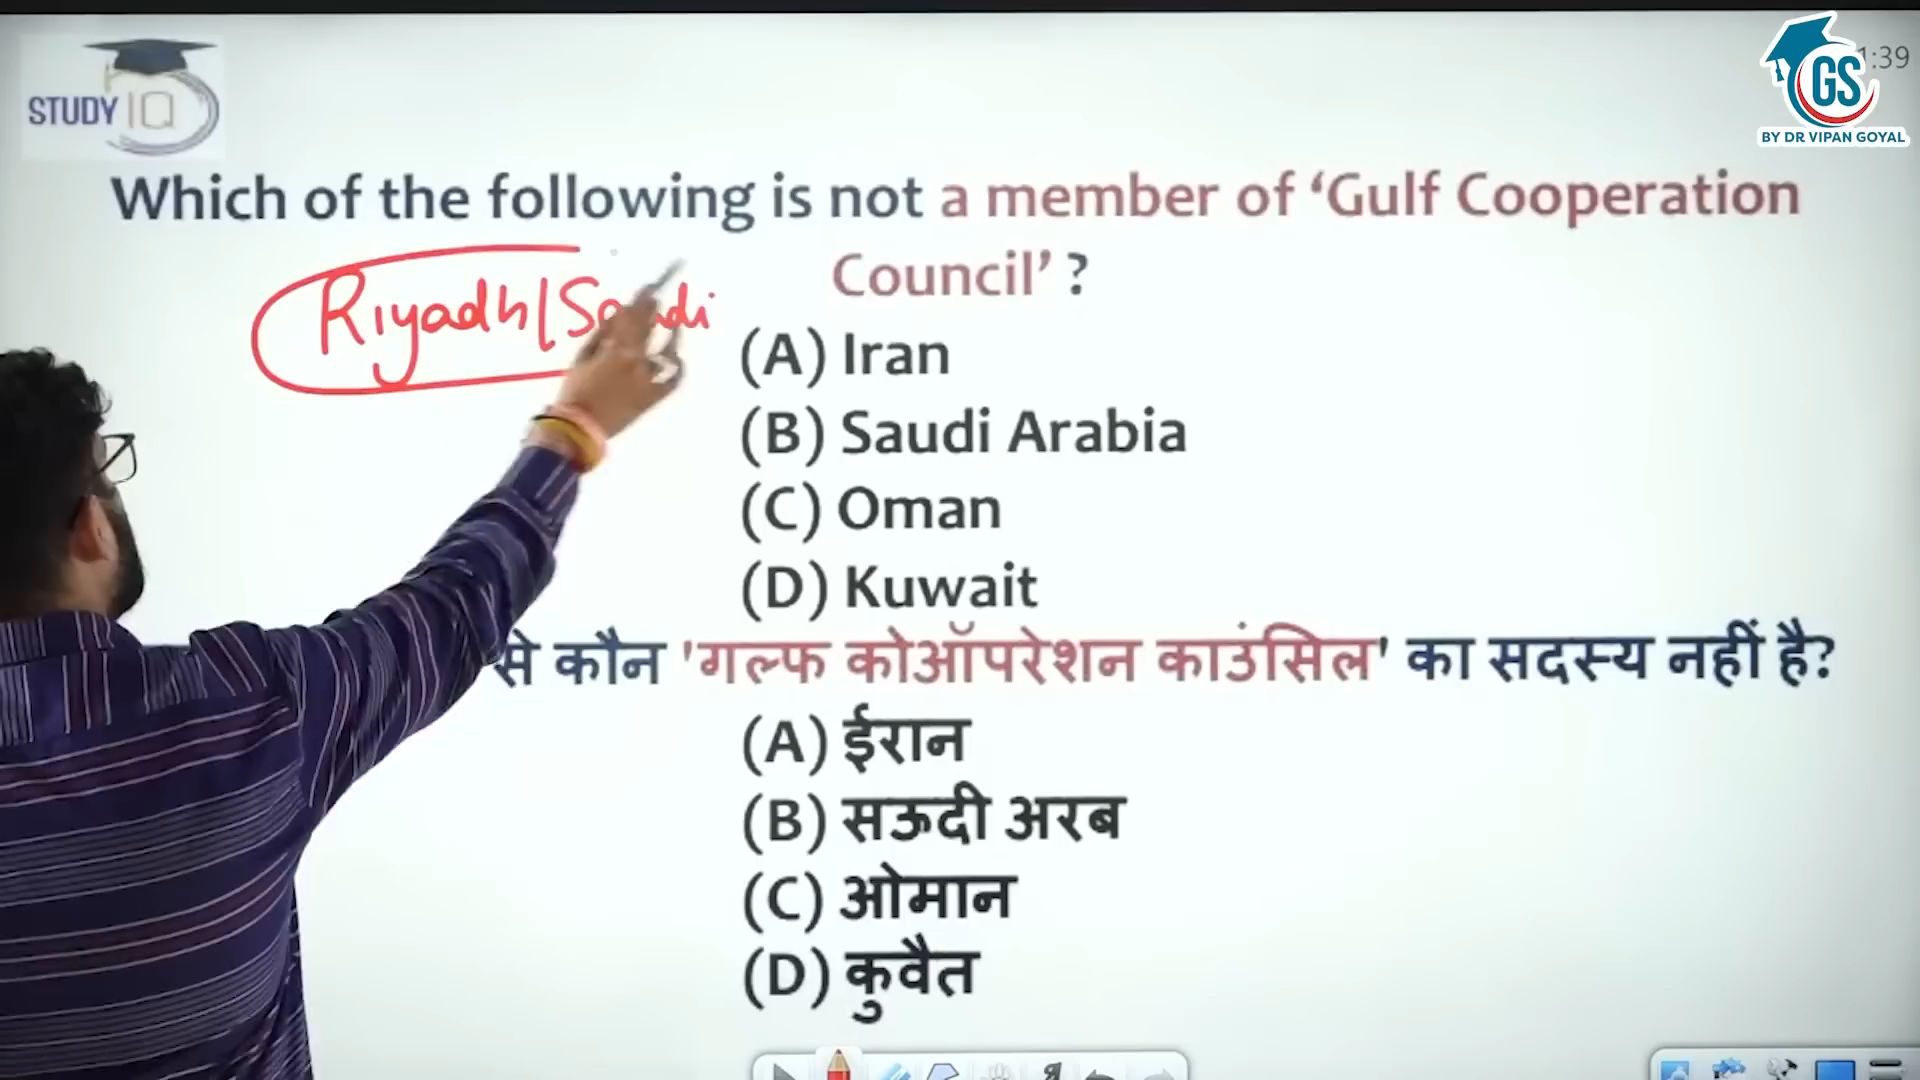 STUDY IQ
1:39
GS
BY DR VIPAN GOYAL
Which of the following is not a member of ‘Gulf Cooperation
Council’ ?
Riyadh/Saudi
(A) Iran
(B) Saudi Arabia
(C) Oman
(D) Kuwait
से कौन 'गल्फ कोऑपरेशन काउंसिल' का सदस्य नहीं है?
(A) ईरान
(B) सऊदी अरब
(C) ओमान
(D) कुवैत